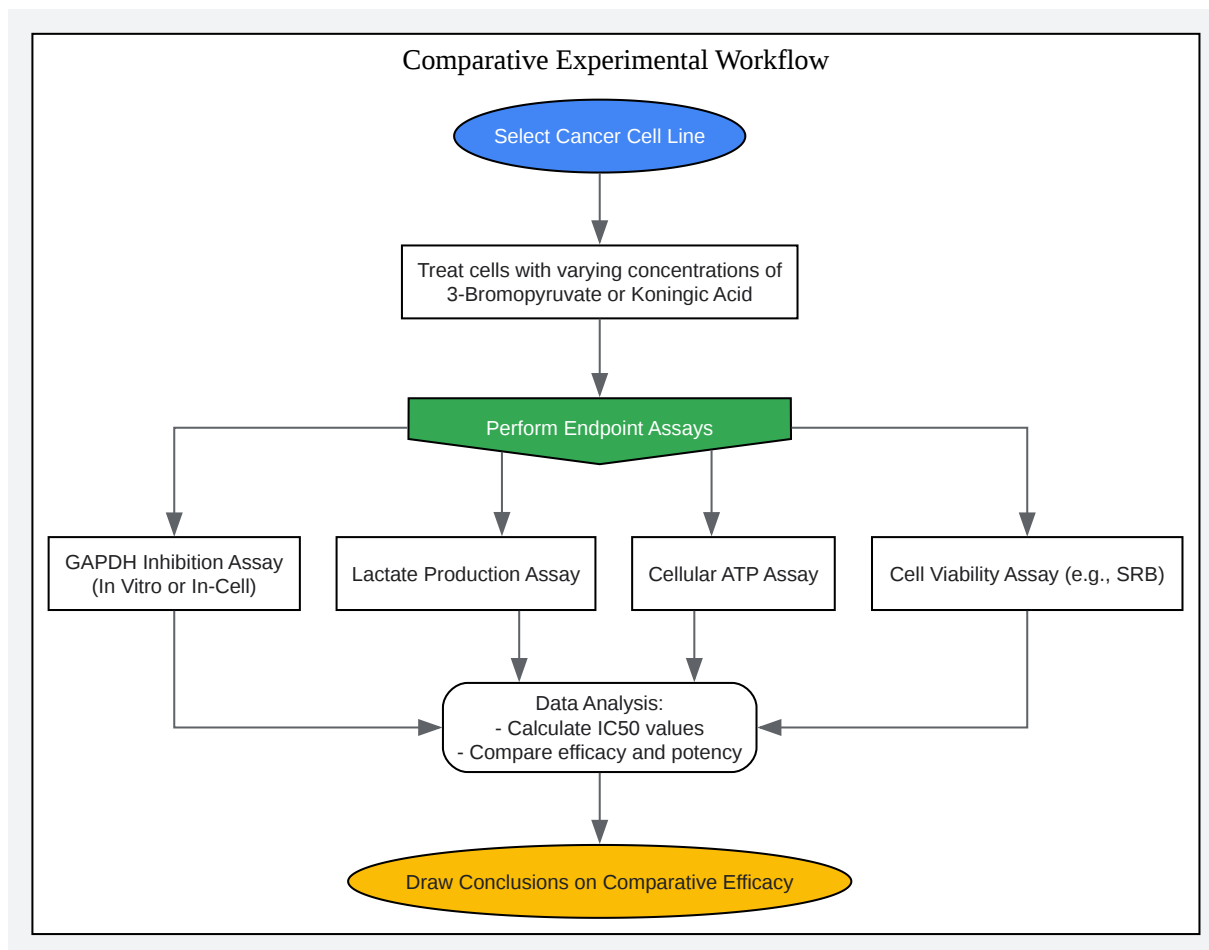 Comparative Experimental Workflow
Select Cancer Cell Line
Treat cells with varying concentrations of
3-Bromopyruvate or Koningic Acid
Perform Endpoint Assays
GAPDH Inhibition Assay
(In Vitro or In-Cell)
Lactate Production Assay
Cellular ATP Assay
Cell Viability Assay (e.g., SRB)
Data Analysis:
- Calculate IC50 values
- Compare efficacy and potency
Draw Conclusions on Comparative Efficacy